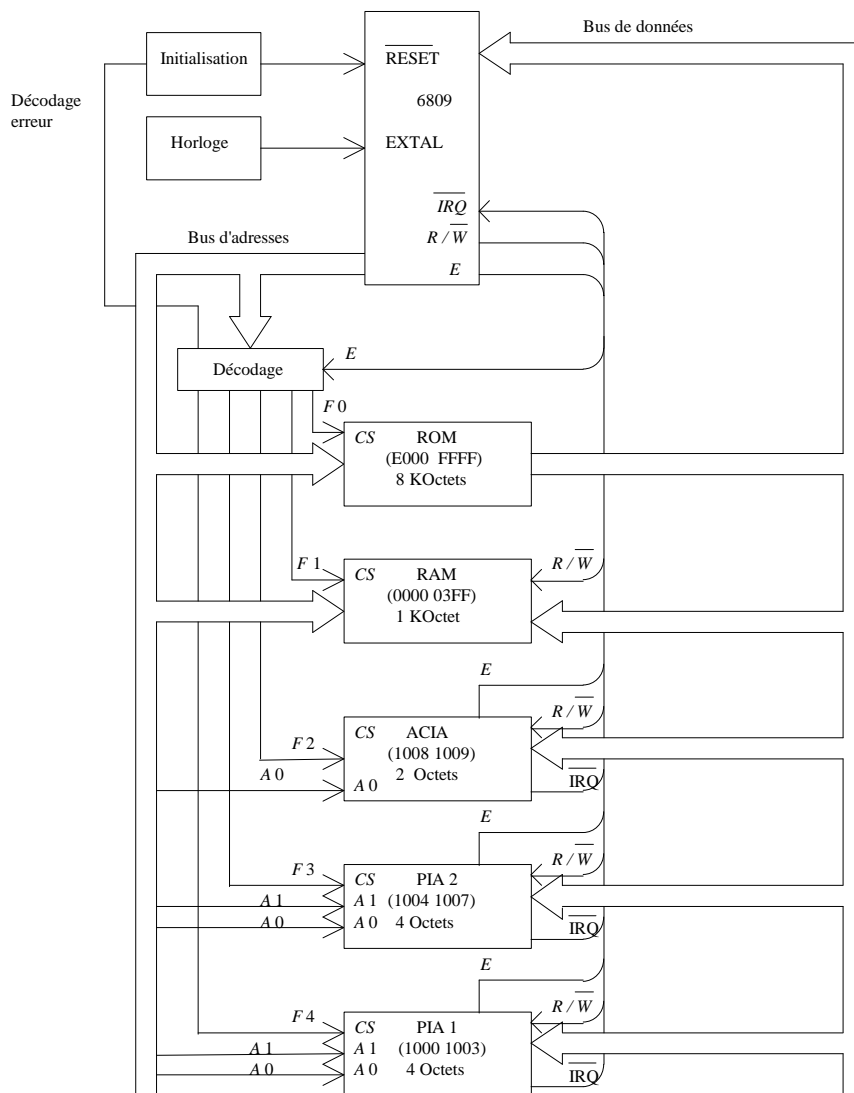 Bus de données
Initialisation
RESET
Décodage
erreur
6809
Horloge
EXTAL
IRQ
R / W
Bus d'adresses
E
Décodage
E
F 0
CS ROM
(E000 FFFF)
8 KOctets
F 1
CS RAM
R / W
(0000 03FF)
1 KOctet
E
R / W
F 2
CS ACIA
(1008 1009)
A 0
A 0
2 Octets
IRQ
E
R / W
F 3
CS PIA 2
A 1
A 1 (1004 1007)
A 0
A 0 4 Octets
IRQ
E
R / W
F 4
CS PIA 1
A 1
A 1 (1000 1003)
A 0
A 0 4 Octets
IRQ